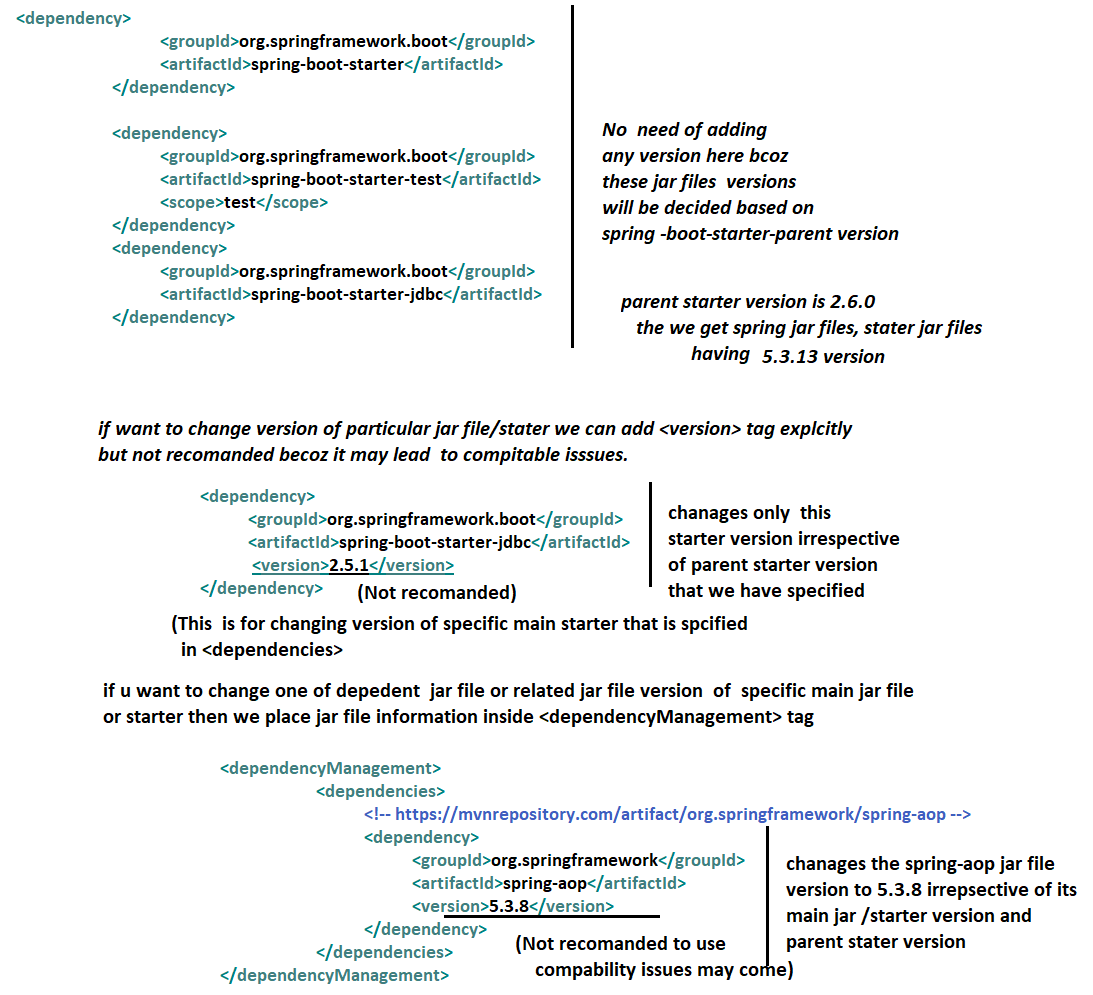 <dependency>
<groupId>org.springframework.boot</groupId>
<artifactId>spring-boot-starter</artifactId>
</dependency>
<dependency>
<groupId>org.springframework.boot</groupId>
<artifactId>spring-boot-starter-test</artifactId>
<scope>test</scope>
</dependency>
<dependency>
<groupId>org.springframework.boot</groupId>
<artifactId>spring-boot-starter-jdbc</artifactId>
</dependency>
No need of adding
any version here bcoz
these jar files versions
will be decided based on
spring -boot-starter-parent version
parent starter version is 2.6.0
the we get spring jar files, stater jar files
having 5.3.13 version
if want to change version of particular jar file/stater we can add <version> tag explcitly
but not recomanded becoz it may lead to compitable isssues.
<dependency>
<groupId>org.springframework.boot</groupId>
<artifactId>spring-boot-starter-jdbc</artifactId>
<version>2.5.1</version>
</dependency>
(Not recomanded)
chanages only this
starter version irrespective
of parent starter version
that we have specified
(This is for changing version of specific main starter that is spcified
in <dependencies>
if u want to change one of depedent jar file or related jar file version of specific main jar file
or starter then we place jar file information inside <dependencyManagement> tag
<dependencyManagement>
<dependencies>
<!-- https://mvnrepository.com/artifact/org.springframework/spring-aop -->
<dependency>
<groupId>org.springframework</groupId>
<artifactId>spring-aop</artifactId>
<version>5.3.8</version>
</dependency>
</dependencies>
</dependencyManagement>
(Not recomanded to use
compability issues may come)
chanages the spring-aop jar file
version to 5.3.8 irrepsective of its
main jar /starter version and
parent stater version